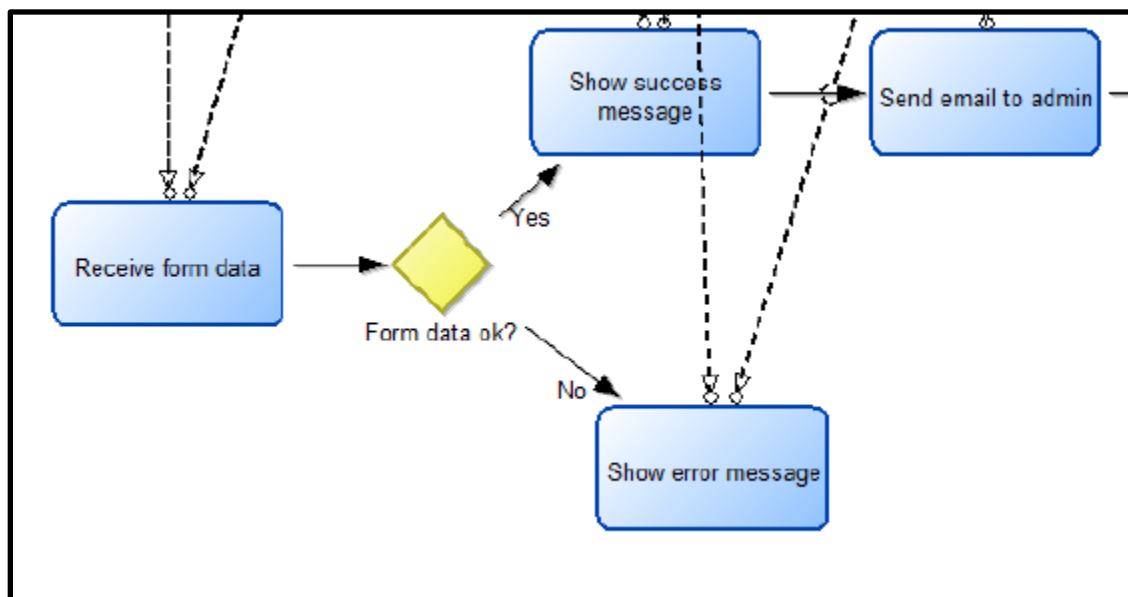 Show success
message
Send email to admin
Receive form data
Yes
Form data ok?
No
Show error message